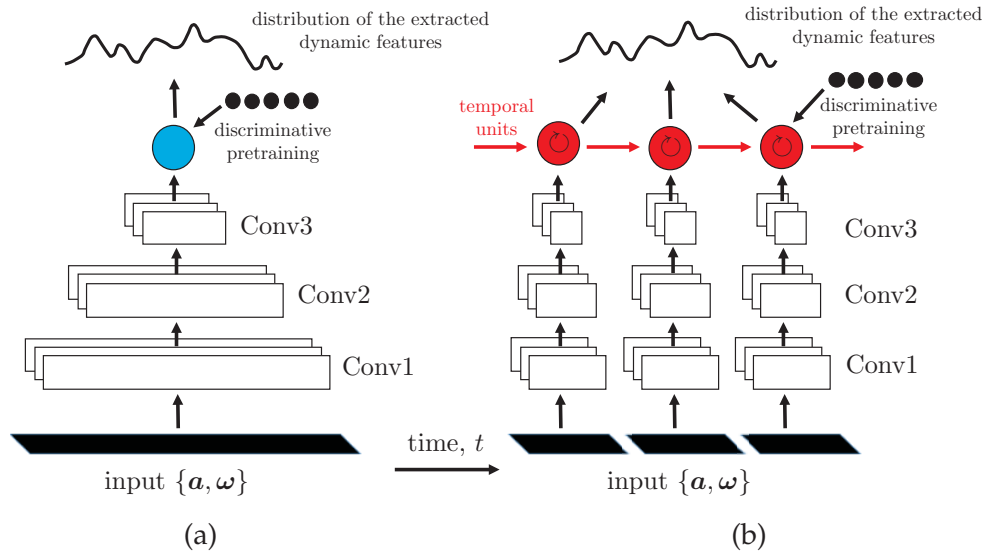 distribution of the extracted
dynamic features
discriminative
pretraining
Conv3
Conv2
Conv1
input {a, ω}
(a)
time, t
distribution of the extracted
dynamic features
temporal
units
discriminative
pretraining
Conv3
Conv2
Conv1
input {a, ω}
(b)